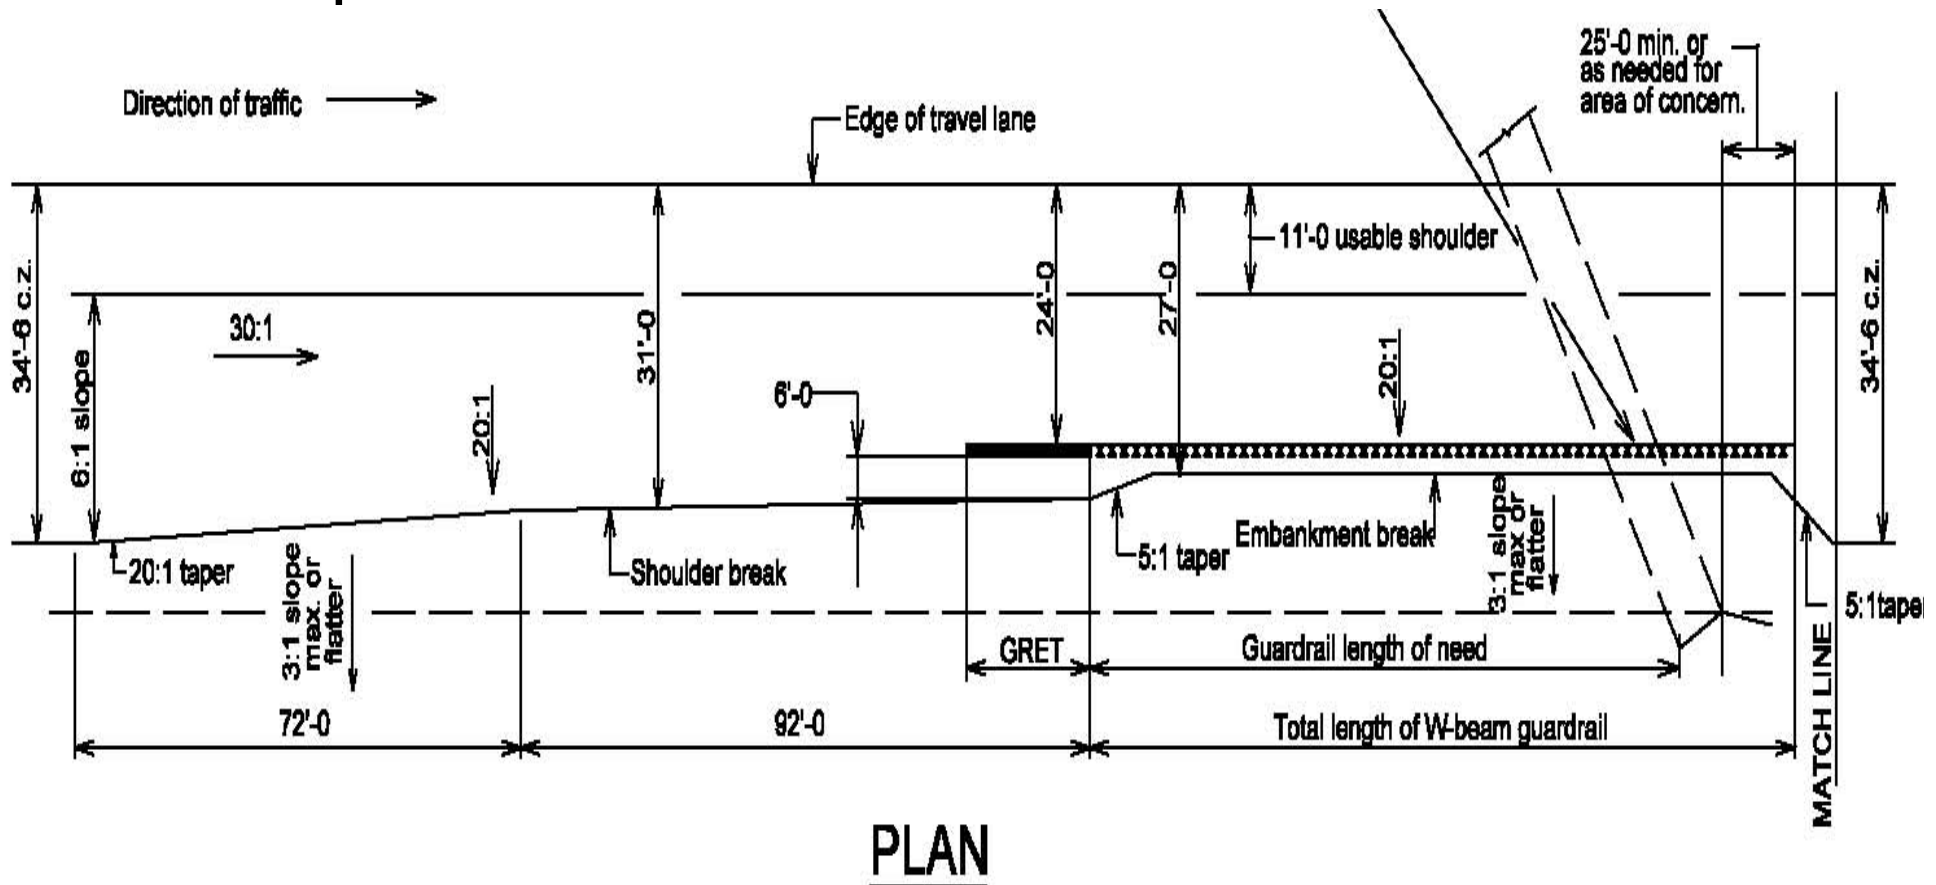 25'-0 min. or
as needed for
area of concern.
Direction of traffic
Edge of travel lane
11'-0 usable shoulder
34'-6 c.z.
6:1 slope
30:1
20:1
31'-0
24'-0
27'-0
6'-0
20:1
34'-6 c.z.
20:1 taper
3:1 slope
max. or
flatter
Shoulder break
5:1 taper
Embankment break
3:1 slope
max or
flatter
5:1taper
GRET
Guardrail length of need
72'-0
92'-0
Total length of W-beam guardrail
MATCH LINE
PLAN